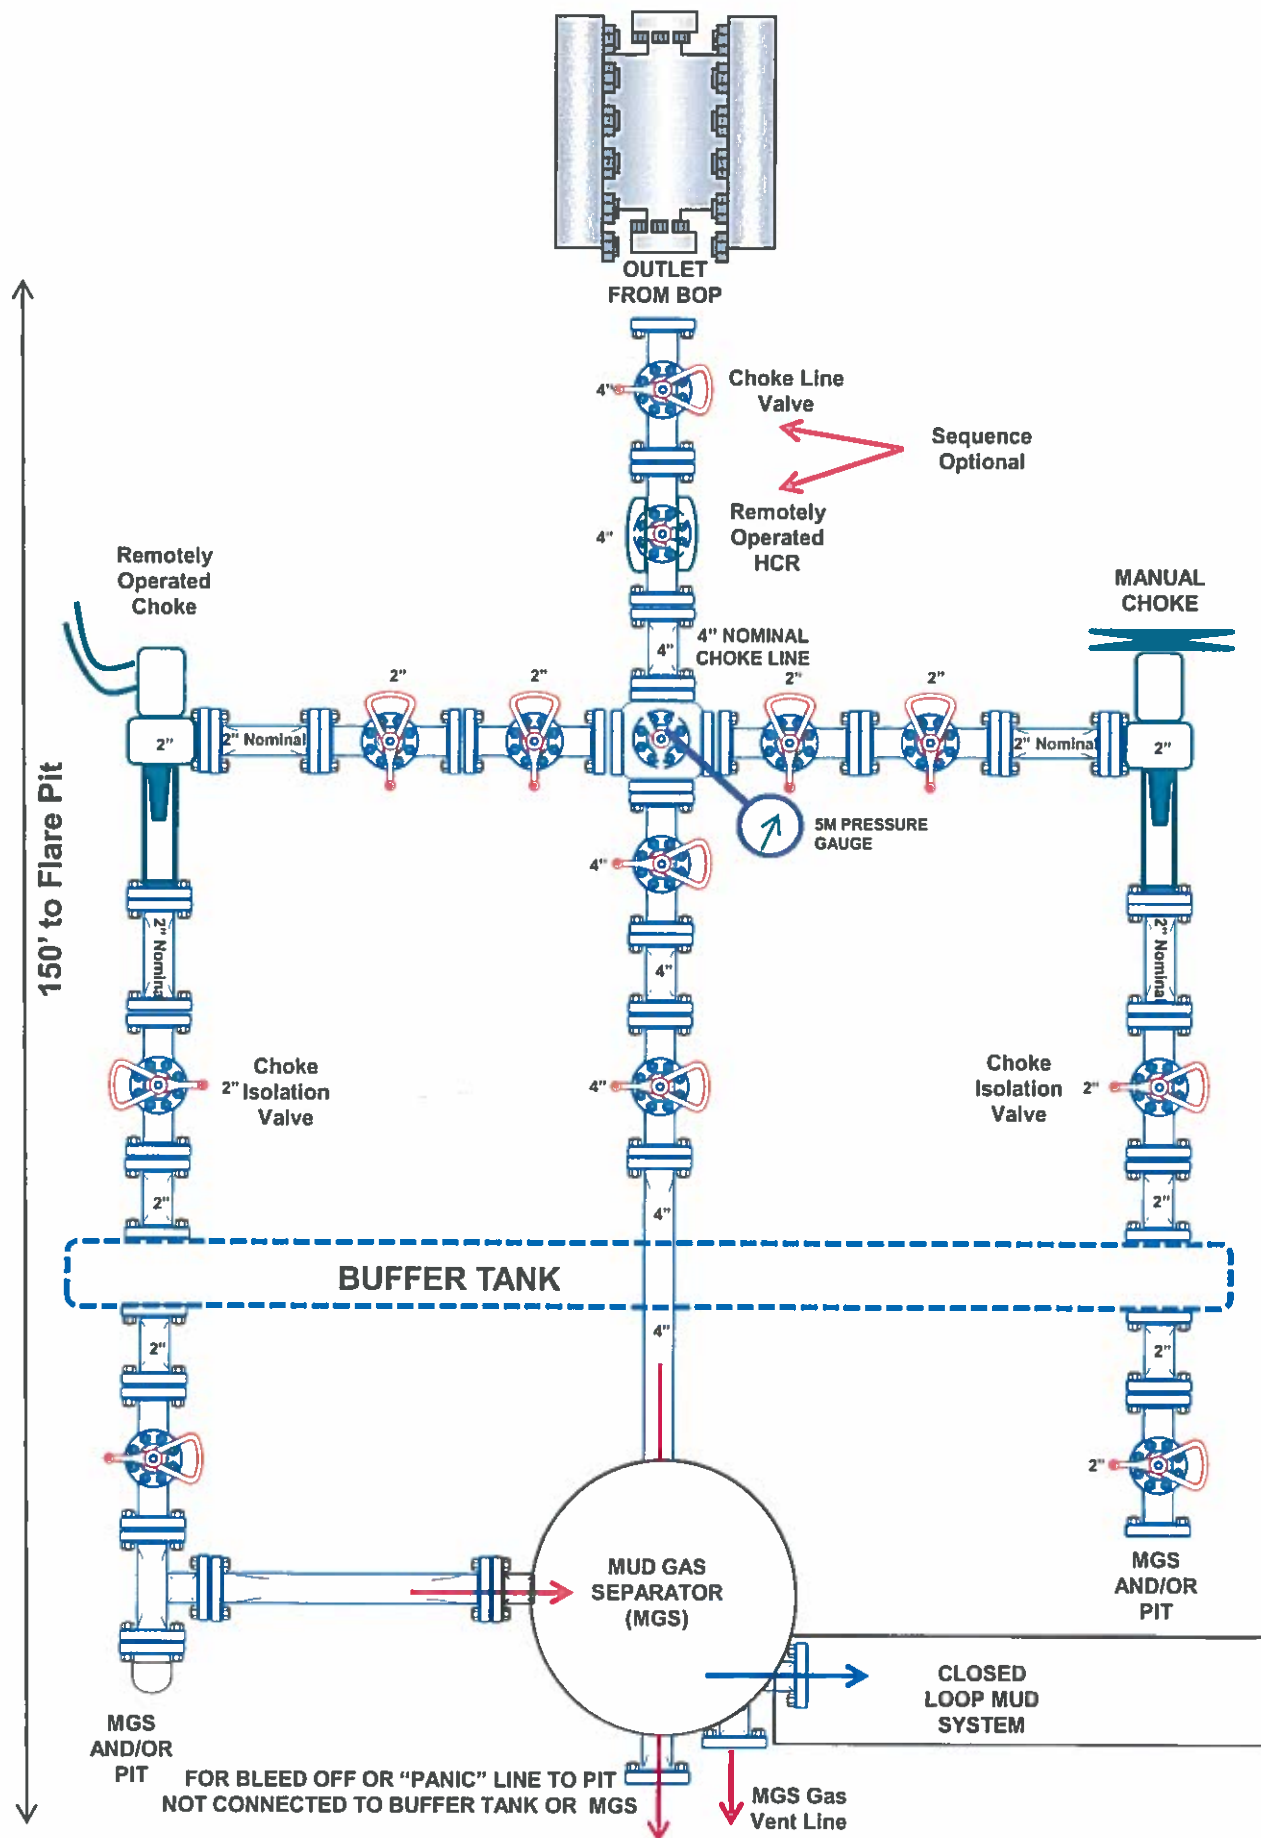 OUTLET
FROM BOP
4"
Choke Line
Valve
Sequence
Optional
4"
Remotely
Operated
HCR
Remotely
Operated
Choke
MANUAL
CHOKE
4"
4" NOMINAL
CHOKE LINE
2"
2"
2"
2"
2"
2" Nominal
2" Nominal
2"
5M PRESSURE
GAUGE
4"
150' to Flare Pit
2" Nominal
4"
2" Nominal
2"
Choke
Isolation
Valve
4"
Choke
Isolation
Valve
2"
2"
4"
2"
BUFFER TANK
2"
4"
2"
2"
MUD GAS
SEPARATOR
(MGS)
MGS
AND/OR
PIT
CLOSED
LOOP MUD
SYSTEM
MGS
AND/OR
PIT
FOR BLEED OFF OR "PANIC" LINE TO PIT
NOT CONNECTED TO BUFFER TANK OR MGS
MGS Gas
Vent Line